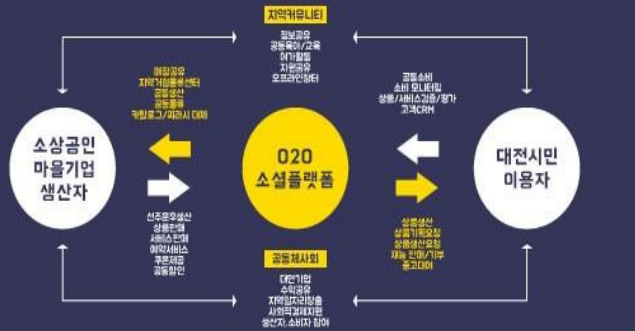 지역커뮤니티
정보공유
공동육아/교육
여가활동
자원공유
오프라인장터
매장공유
지역거점물류센터
공동생산
공동물류
카탈로그/찌라시 대체
공동소비
소비 모니터링
상품/서비스검증/평가
고객CRM
소상공인
마을기업
생산자
O2O
소셜플랫폼
대전시민
이용자
선주문후생산
상품판매
서비스판매
예약서비스
쿠폰제공
공동할인
상품생산
상품기획요청
상품생산요청
재능 판매/기부
중고대여
공동체사회
대안기업
수익공유
지역일자리창출
사회적경제지원
생산자, 소비자 참여